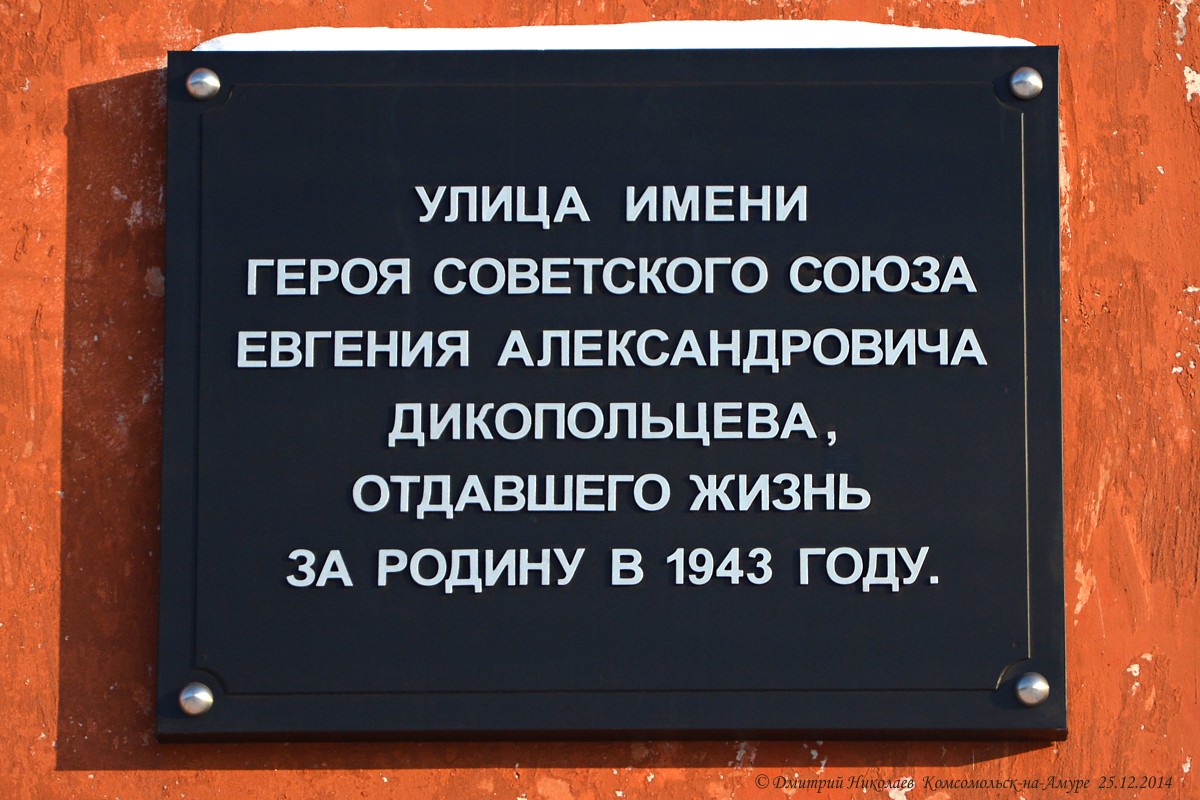 УЛИЦА ИМЕНИ
ГЕРОЯ СОВЕТСКОГО СОЮЗА
ЕВГЕНИЯ АЛЕКСАНДРОВИЧА
ДИКОПОЛЬЦЕВА,
ОТДАВШЕГО ЖИЗНЬ
ЗА РОДИНУ В 1943 ГОДУ.
© Дмитрий Николаев Комсомольск-на-Амуре 25.12.2014